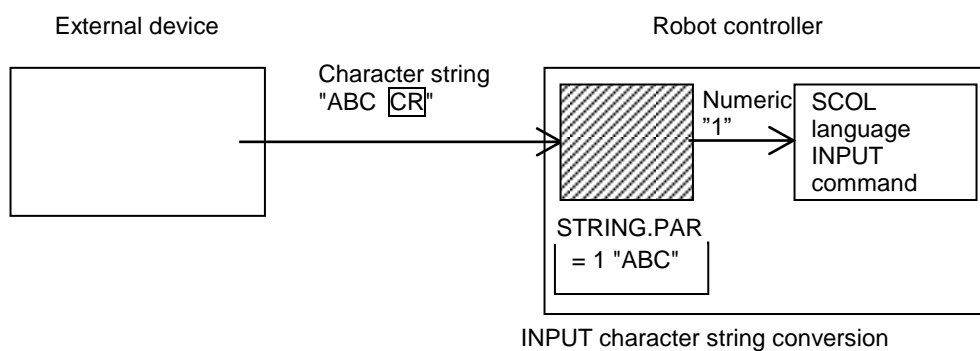 External device
Robot controller
Character string
"ABC CR"
Numeric
"1"
SCOL
language
INPUT
command
STRING.PAR
= 1 "ABC"
INPUT character string conversion